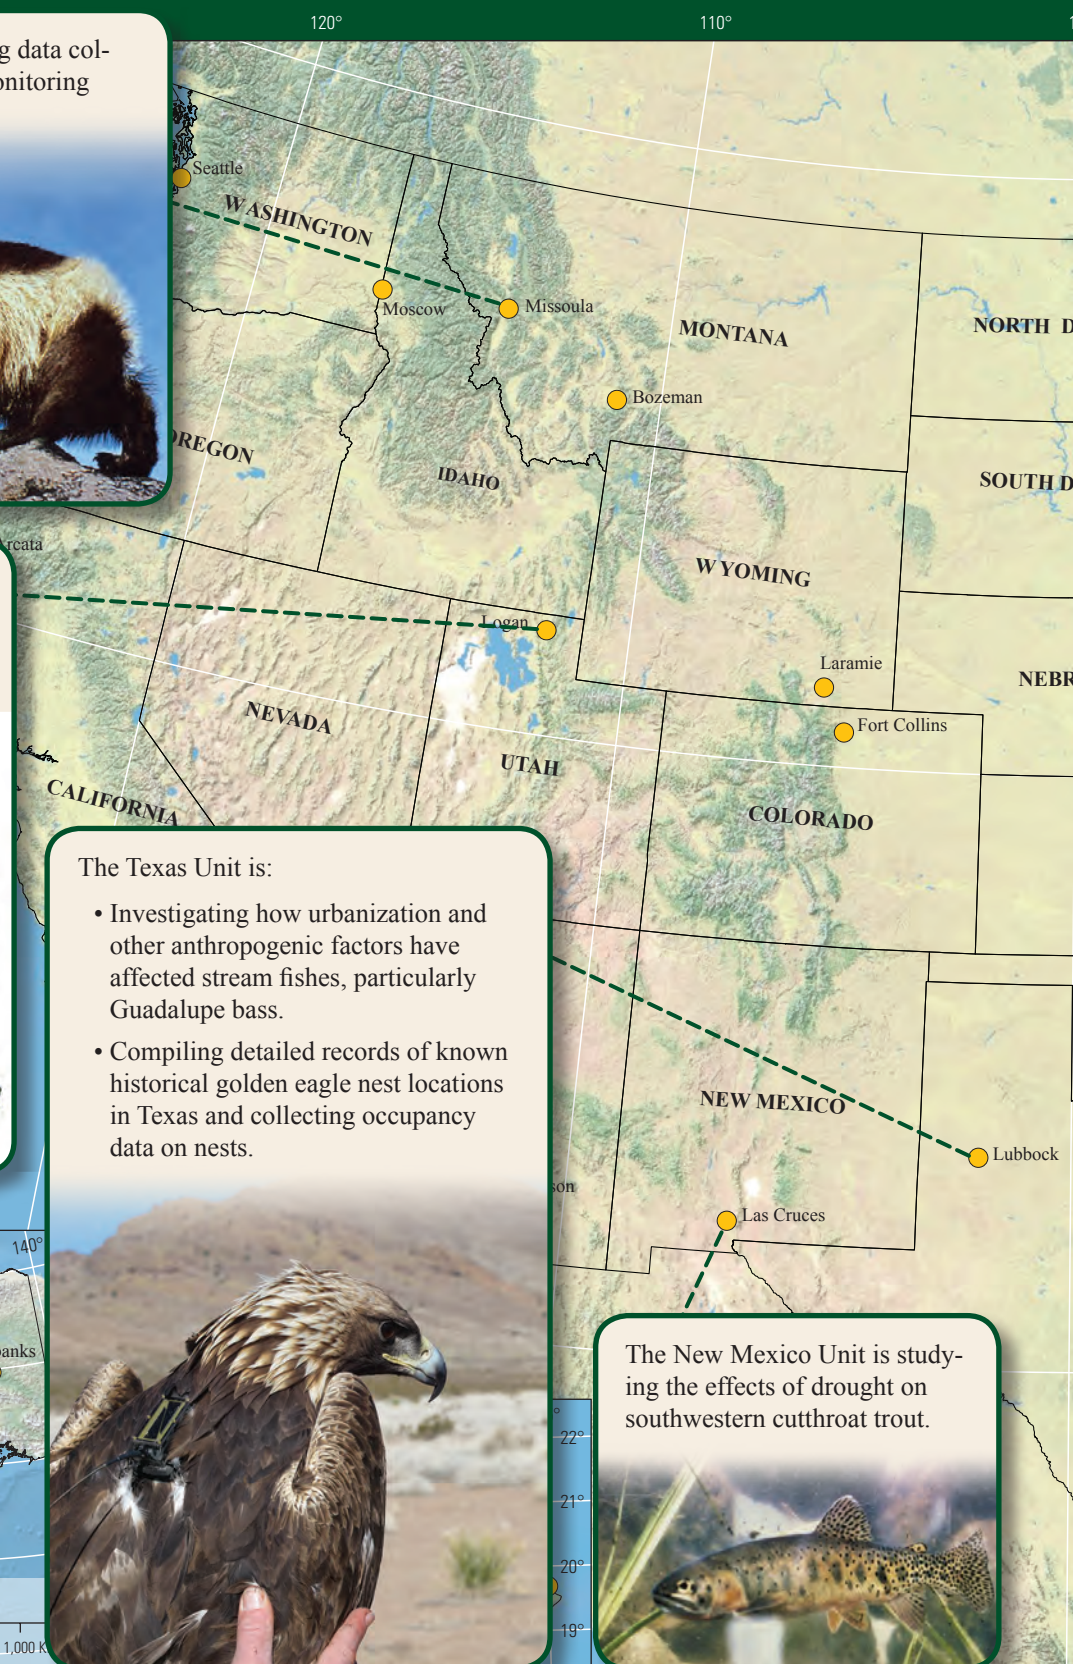 120°
110°
g data col-
onitoring
Seattle
WASHINGTON
Moscow
Missoula
MONTANA
NORTH D
Bozeman
OREGON
IDAHO
SOUTH D
rcata
WYOMING
Logan
Laramie
NEBR
NEVADA
Fort Collins
UTAH
CALIFORNIA
COLORADO
The Texas Unit is:
• Investigating how urbanization and
other anthropogenic factors have
affected stream fishes, particularly
Guadalupe bass.
• Compiling detailed records of known
historical golden eagle nest locations
in Texas and collecting occupancy
data on nests.
NEW MEXICO
Lubbock
son
Las Cruces
140°
banks
The New Mexico Unit is study-
ing the effects of drought on
southwestern cutthroat trout.
22°
21°
20°
19°
1,000 K